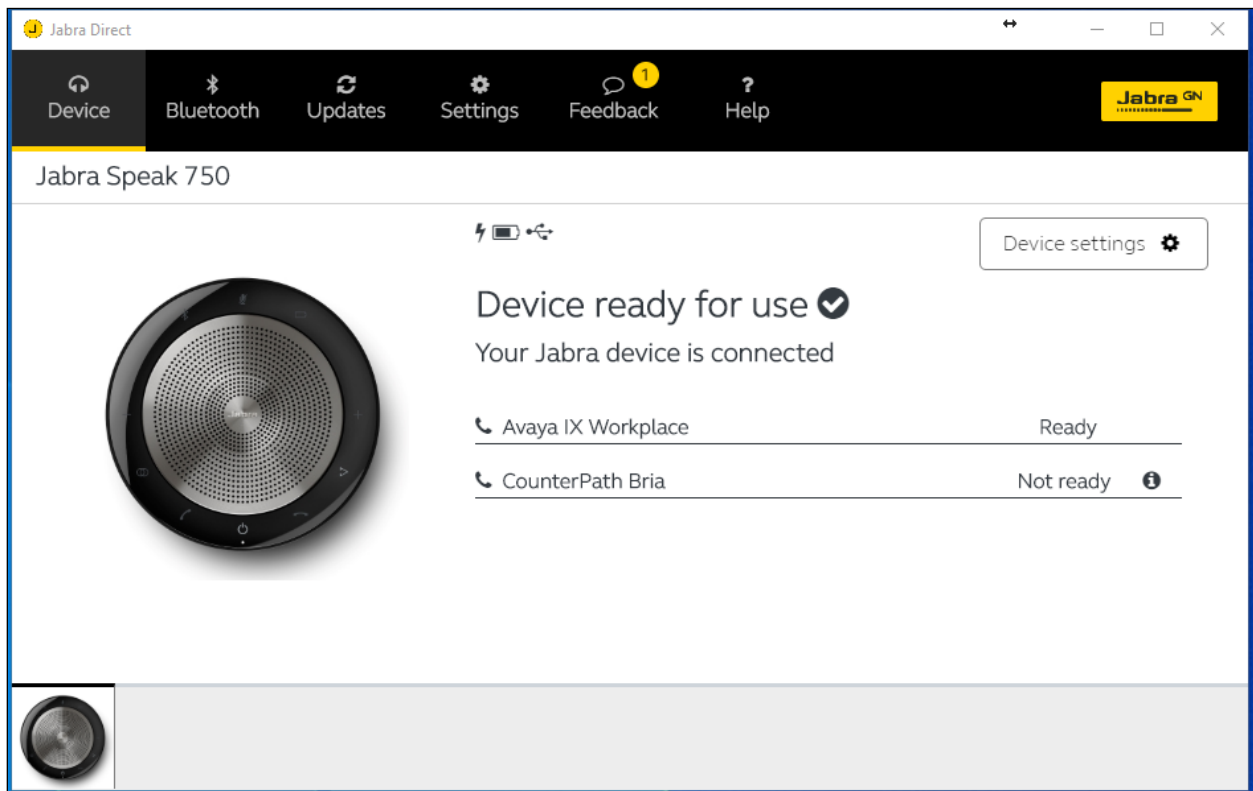 Jabra Direct
Device
Bluetooth
Updates
Settings
1
Feedback
?
Help
Jabra GN
Jabra Speak 750
Device settings
Device ready for use
Your Jabra device is connected
Avaya IX Workplace Ready
CounterPath Bria Not ready
Jabra